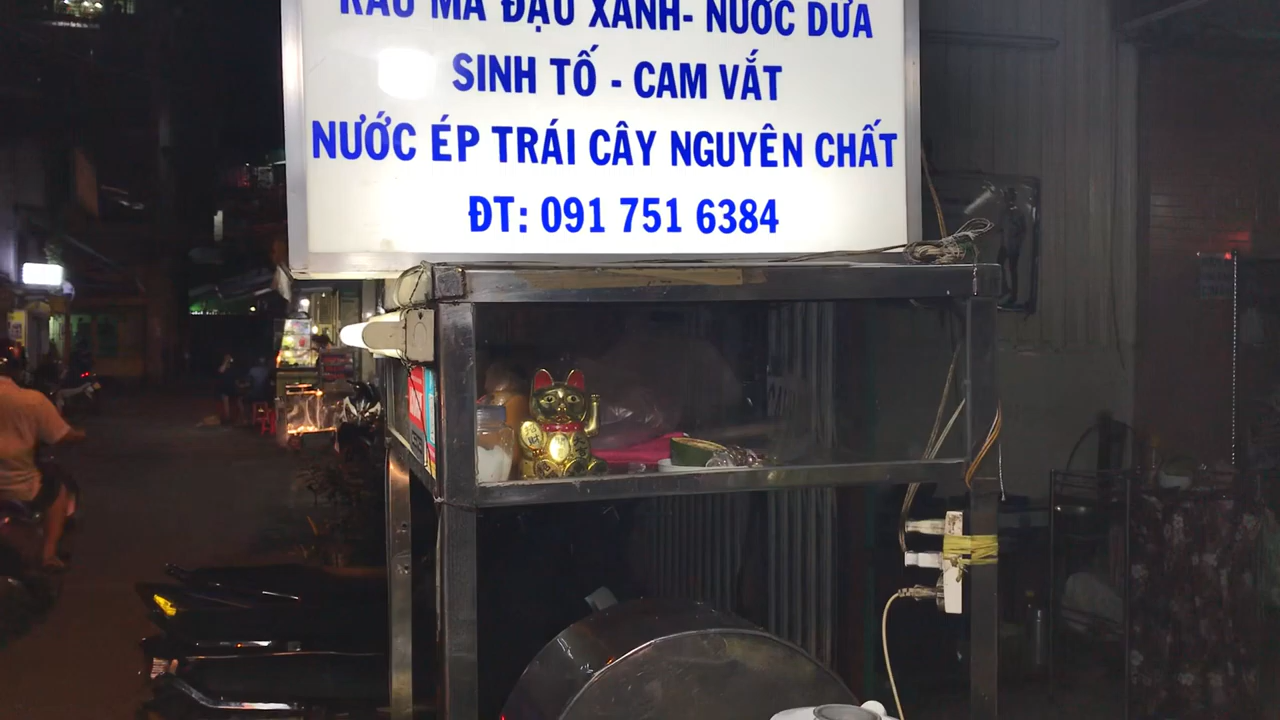 RAU MÁ ĐẬU XANH- NƯỚC DỪA
SINH TỐ - CAM VẮT
NƯỚC ÉP TRÁI CÂY NGUYÊN CHẤT
ĐT: 091 751 6384